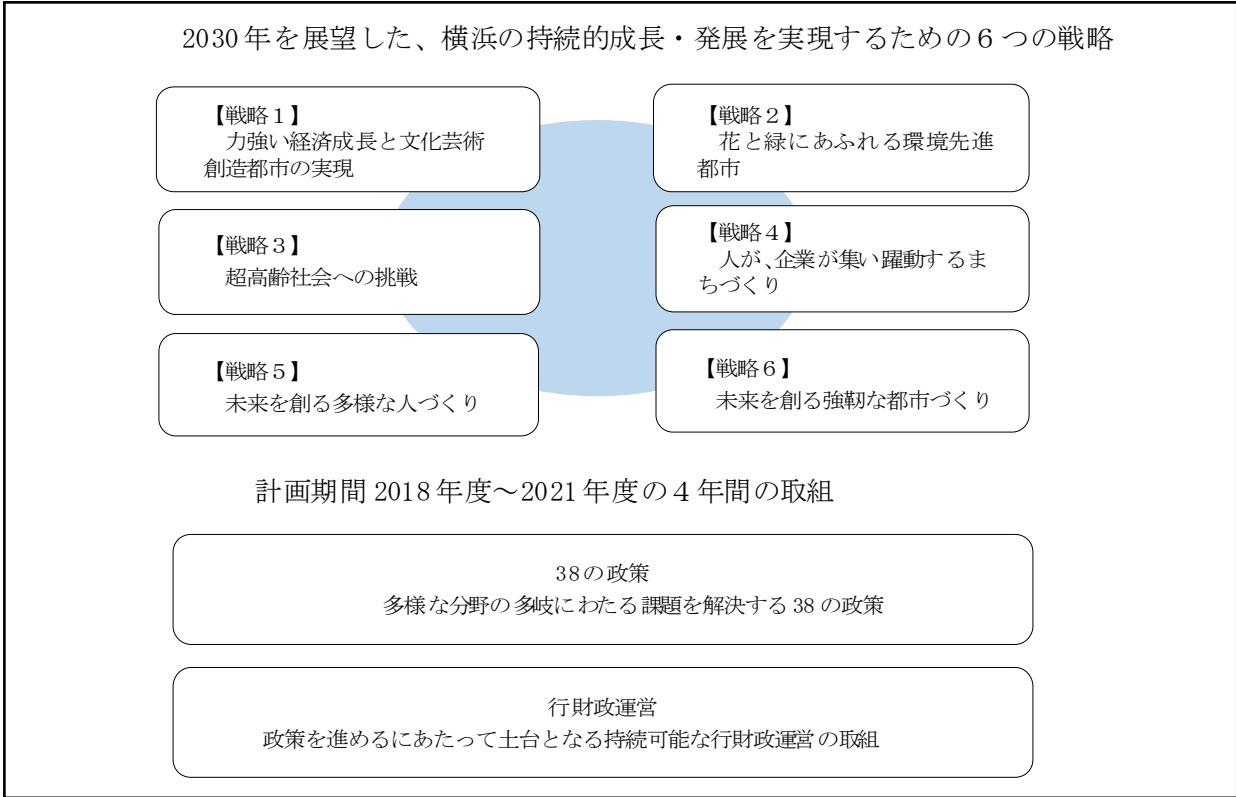 2030年を展望した、横浜の持続的成長・発展を実現するための６つの戦略
【戦略１】
力強い経済成長と文化芸術
創造都市の実現
【戦略２】
花と緑にあふれる環境先進
都市
【戦略３】
超高齢社会への挑戦
【戦略４】
人が、企業が集い躍動するま
ちづくり
【戦略５】
未来を創る多様な人づくり
【戦略６】
未来を創る強靭な都市づくり
計画期間 2018年度～2021年度の４年間の取組
38の政策
多様な分野の多岐にわたる課題を解決する38の政策
行財政運営
政策を進めるにあたって土台となる持続可能な行財政運営の取組